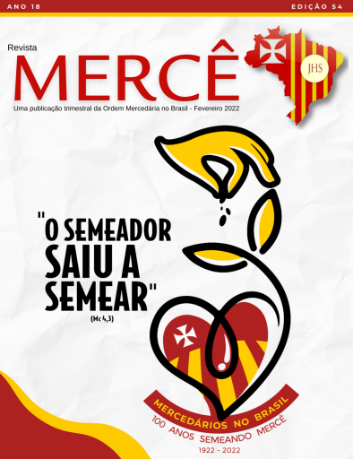 ANO 18 EDIÇÃO 54
Revista
MERCÊ
JHS
Uma publicação trimestral da Ordem Mercedária no Brasil - Fevereiro 2022
"O SEMEADOR
SAIU A
SEMEAR"
(Mc 4,3)
MERCEDÁRIOS NO BRASIL
100 ANOS SEMEANDO MERCÊ
1922 - 2022